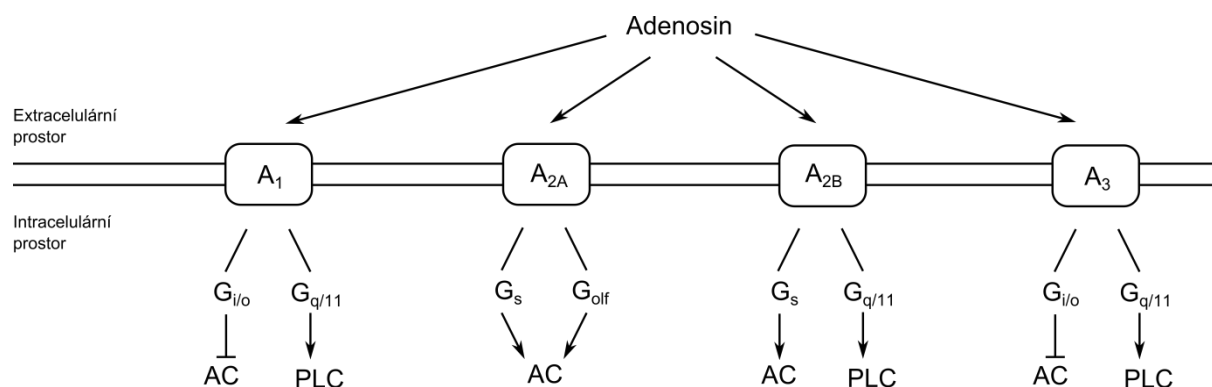 Adenosin
Extracelulární
prostor
A1 A2A A2B A3
Intracelulární
prostor
Gi/o Gq/11 Gs Golf Gs Gq/11 Gi/o Gq/11
AC PLC AC AC PLC AC PLC